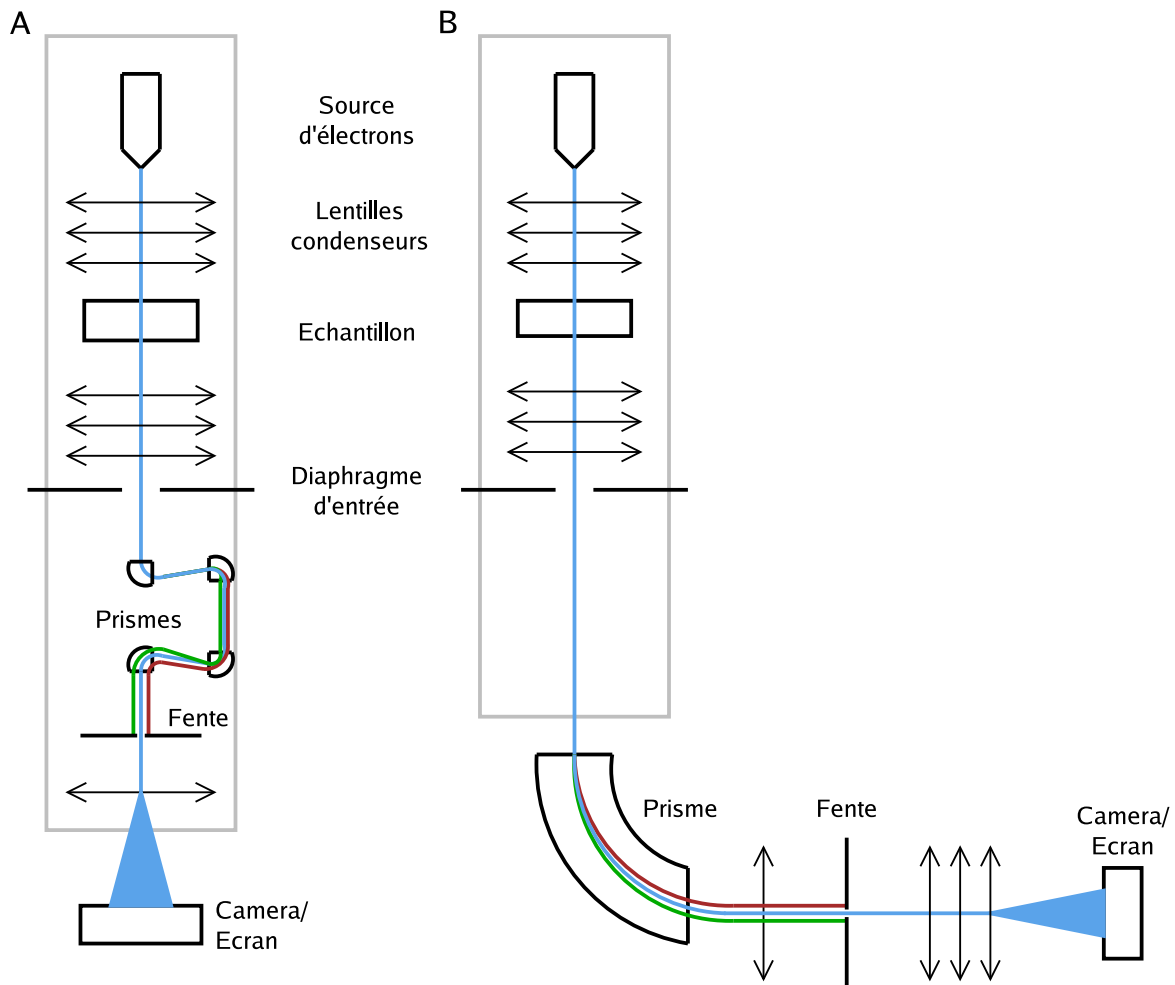 A
B
Source
d'électrons
Lentilles
condenseurs
Echantillon
Diaphragme
d'entrée
Prismes
Fente
Camera/
Ecran
Prisme
Fente
Camera/
Ecran